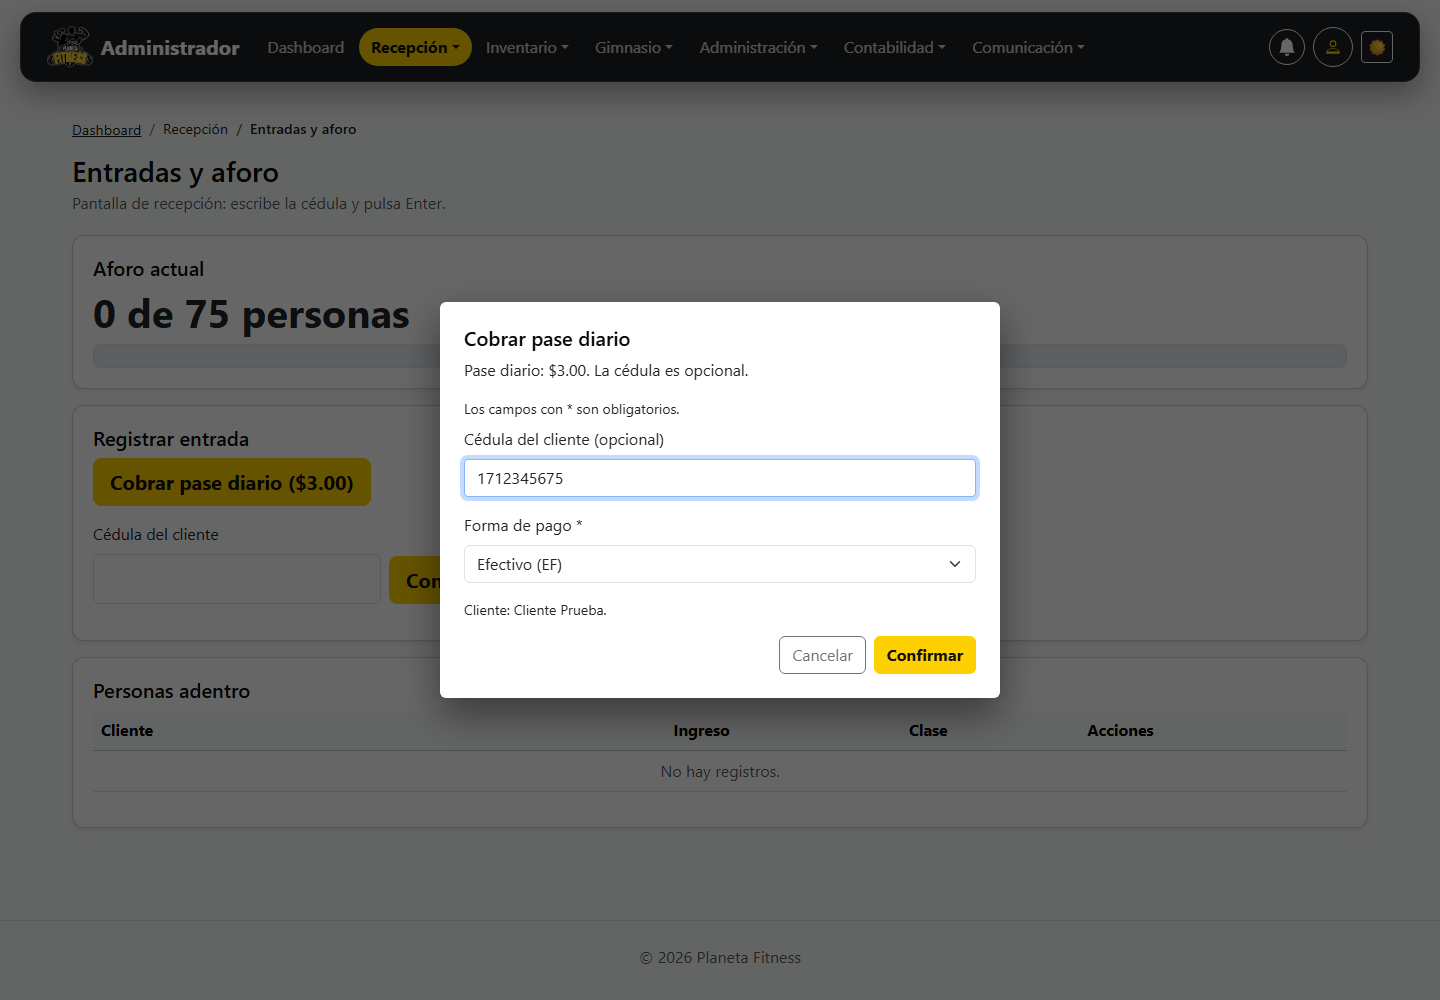 Administrador
Dashboard
Recepción
Inventario
Gimnasio
Administración
Contabilidad
Comunicación
Dashboard / Recepción / Entradas y aforo
Entradas y aforo
Pantalla de recepción: escribe la cédula y pulsa Enter.
Aforo actual
0 de 75 personas
Registrar entrada
Cobrar pase diario ($3.00)
Cédula del cliente
Cobrar pase diario
Pase diario: $3.00. La cédula es opcional.
Los campos con * son obligatorios.
Cédula del cliente (opcional)
1712345675
Forma de pago *
Efectivo (EF)
Cliente: Cliente Prueba.
Cancelar
Confirmar
Personas adentro
Cliente Ingreso Clase Acciones
No hay registros.
© 2026 Planeta Fitness